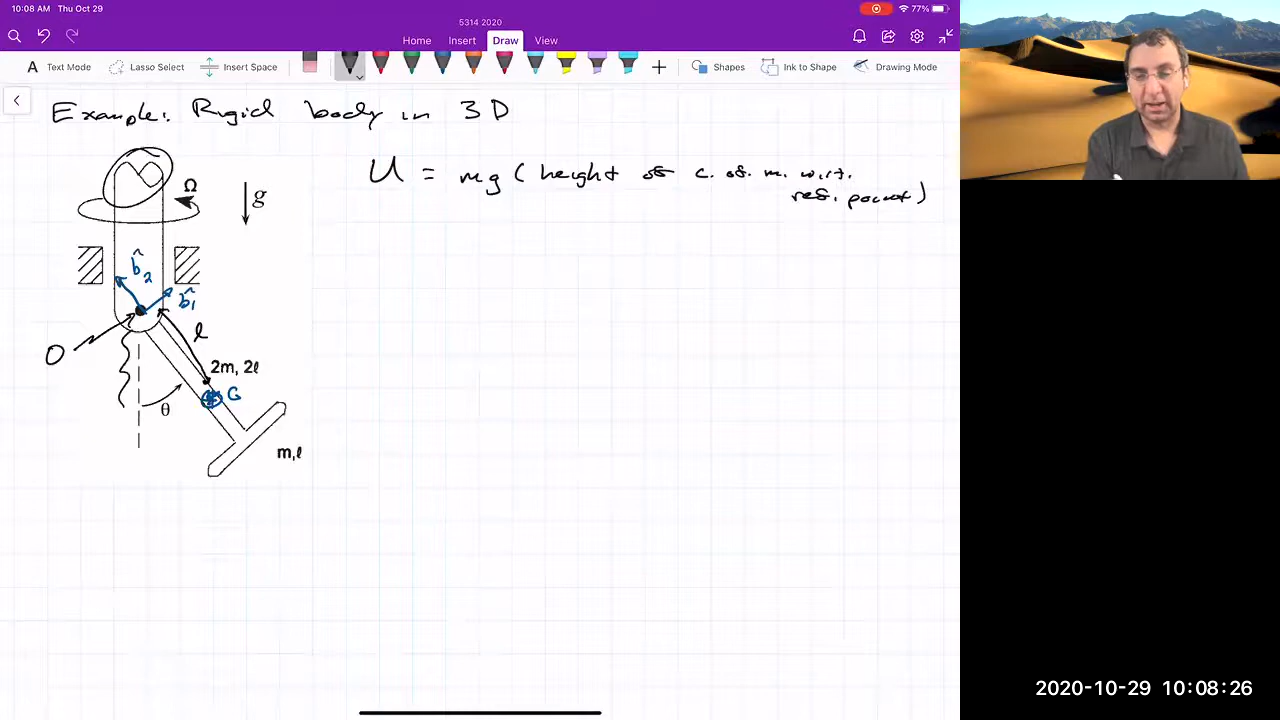 10:08 AM Thu Oct 29
77%
5314 2020
Home Insert Draw View
A Text Mode Lasso Select Insert Space Shapes Ink to Shape Drawing Mode
Example: Rigid body in 3D
U = mg (height of c. of. m. w.r.t.
ref. point)
Ω
g
b̂2
b̂1
l
O
2m, 2ℓ
G
θ
m,ℓ
2020-10-29 10:08:26